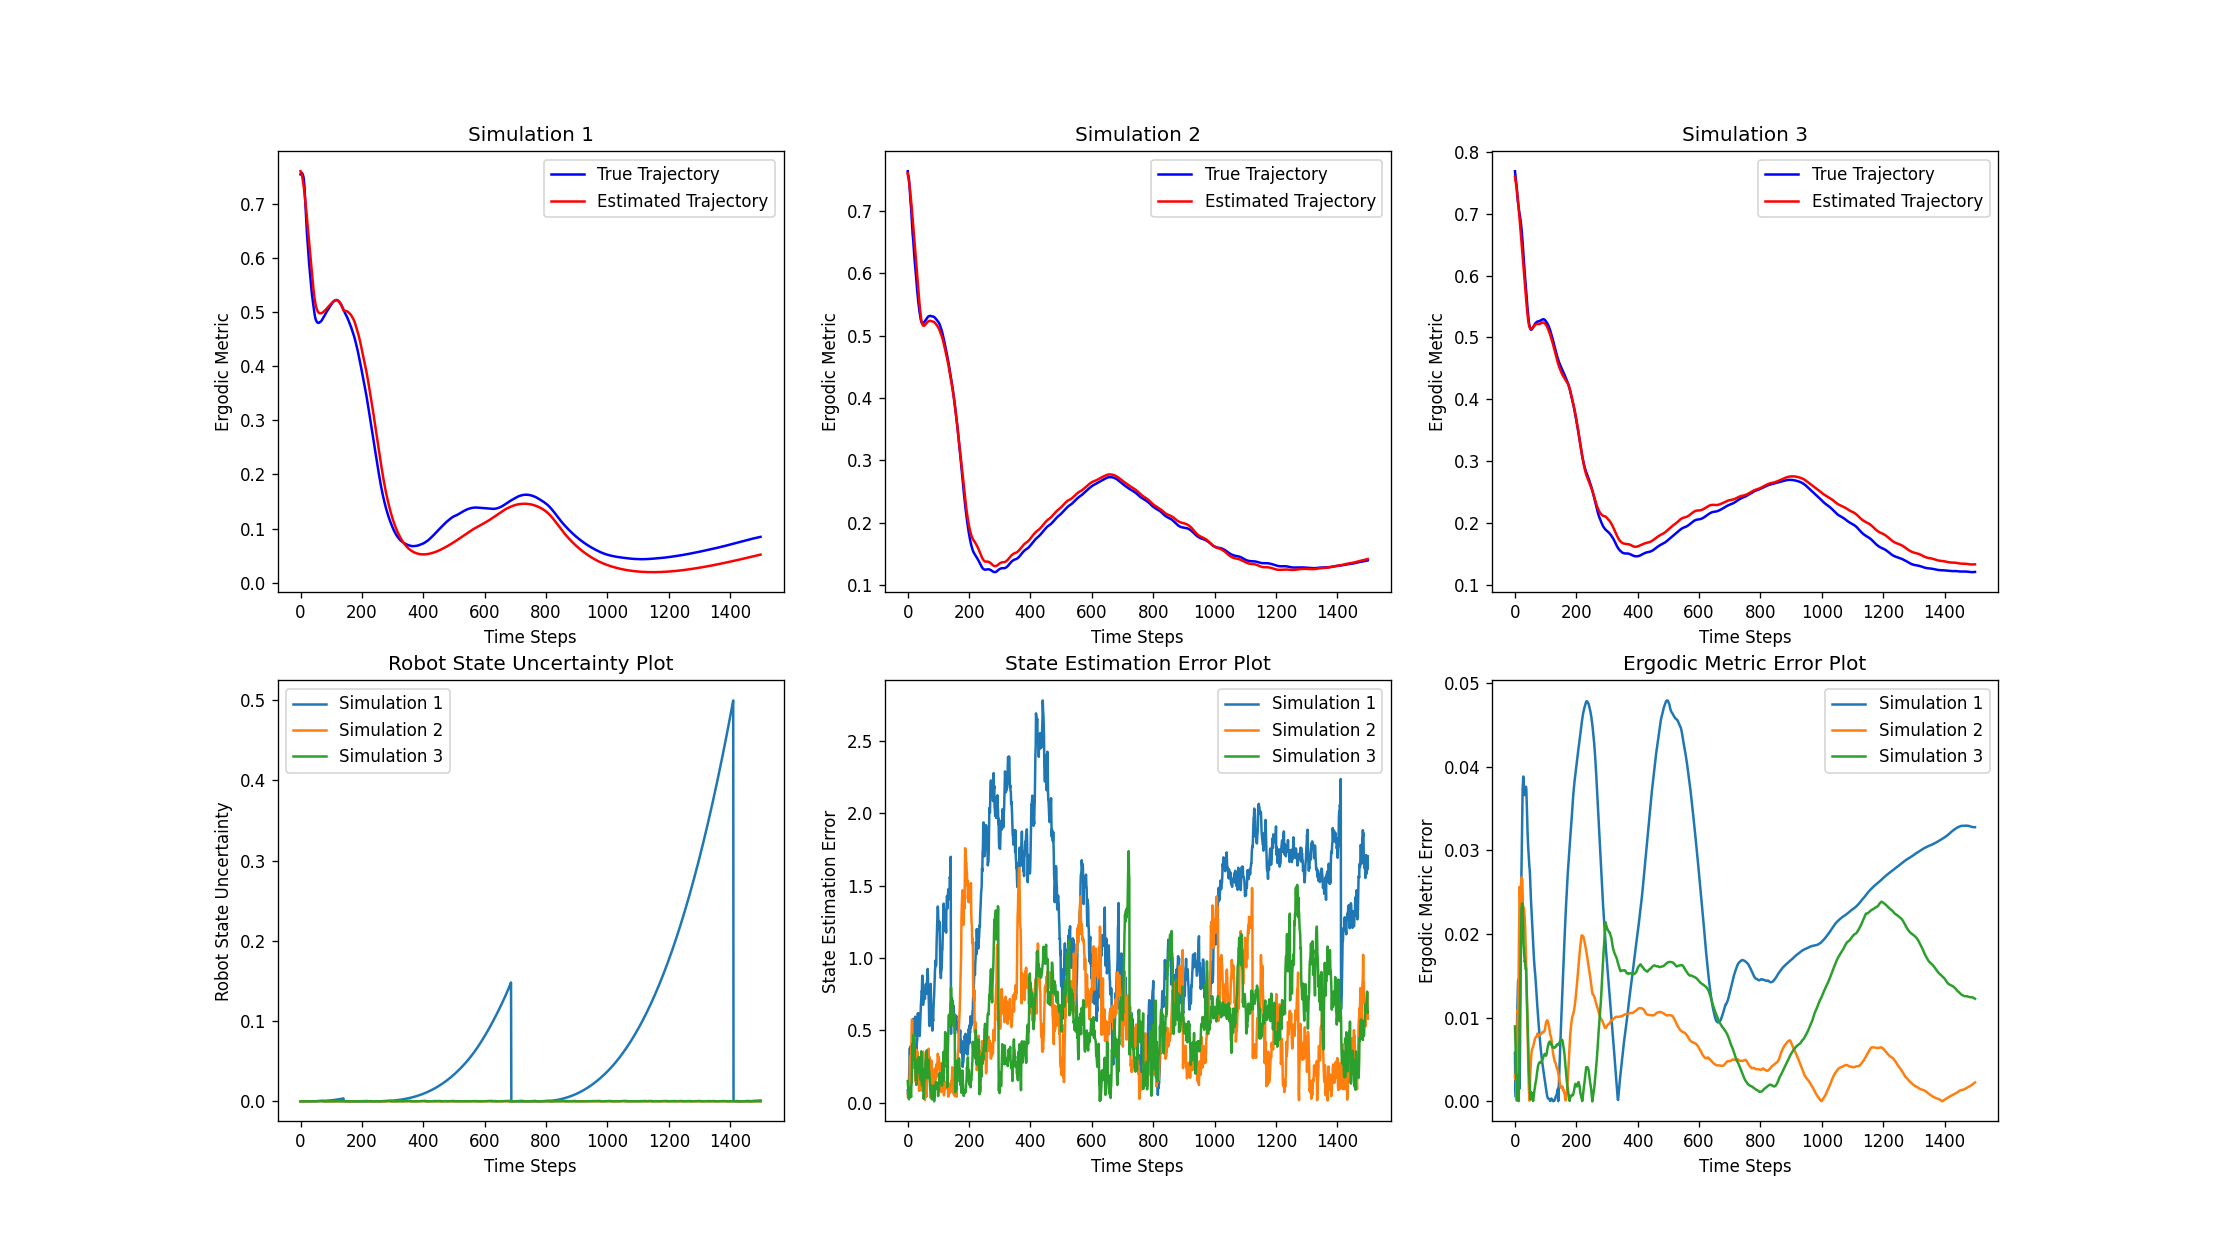 Simulation 1
0.7
0.6
0.5
0.4
0.3
0.2
0.1
0.0
Ergodic Metric
True Trajectory
Estimated Trajectory
0 200 400 600 800 1000 1200 1400
Time Steps
Simulation 2
0.7
0.6
0.5
0.4
0.3
0.2
0.1
Ergodic Metric
True Trajectory
Estimated Trajectory
0 200 400 600 800 1000 1200 1400
Time Steps
Simulation 3
0.8
0.7
0.6
0.5
0.4
0.3
0.2
0.1
Ergodic Metric
True Trajectory
Estimated Trajectory
0 200 400 600 800 1000 1200 1400
Time Steps
Robot State Uncertainty Plot
0.5
0.4
0.3
0.2
0.1
0.0
Robot State Uncertainty
Simulation 1
Simulation 2
Simulation 3
0 200 400 600 800 1000 1200 1400
Time Steps
State Estimation Error Plot
2.5
2.0
1.5
1.0
0.5
0.0
State Estimation Error
Simulation 1
Simulation 2
Simulation 3
0 200 400 600 800 1000 1200 1400
Time Steps
Ergodic Metric Error Plot
0.05
0.04
0.03
0.02
0.01
0.00
Ergodic Metric Error
Simulation 1
Simulation 2
Simulation 3
0 200 400 600 800 1000 1200 1400
Time Steps